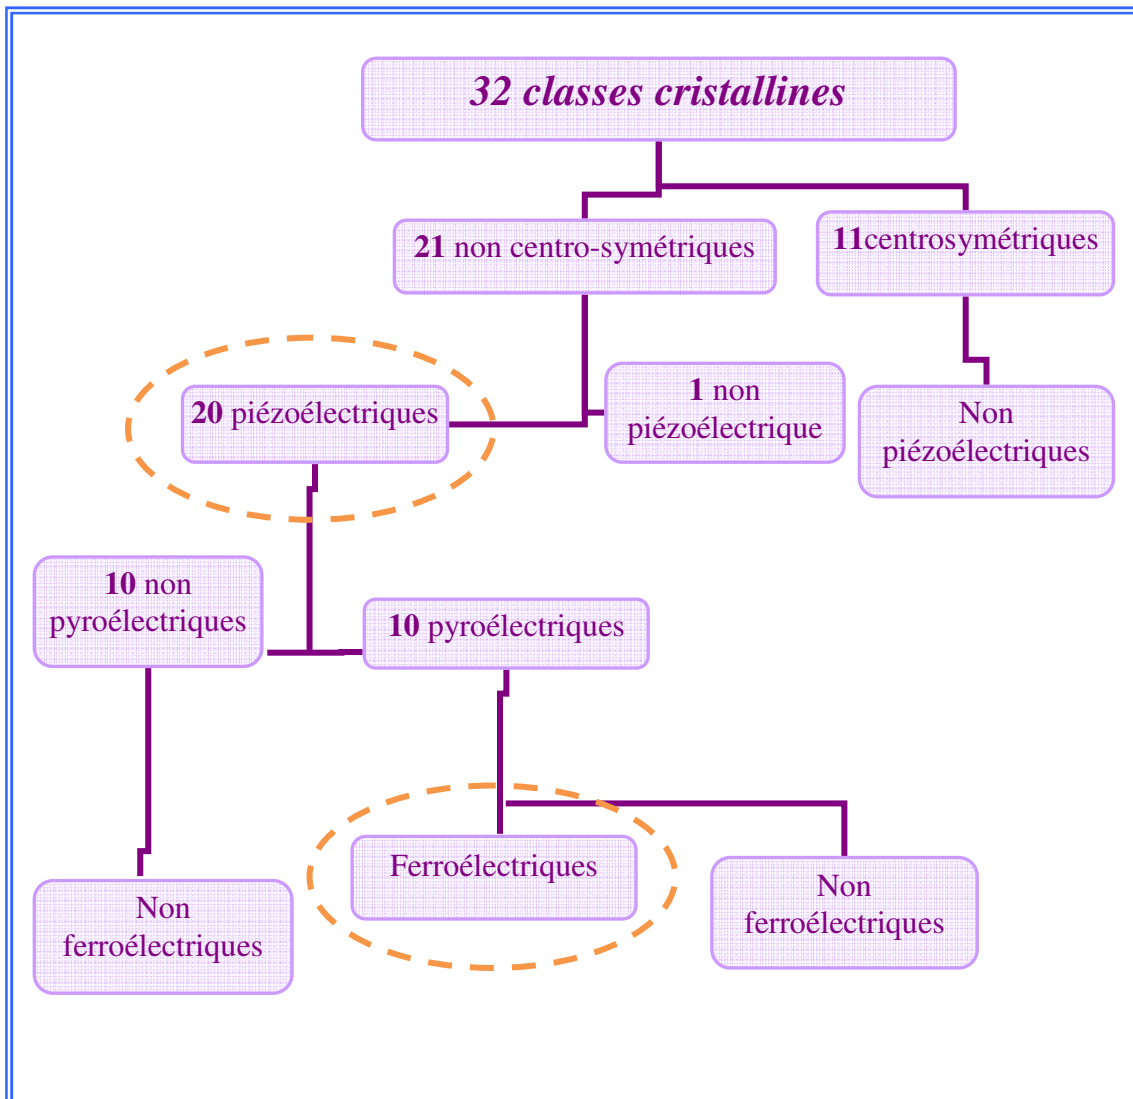 32 classes cristallines
21 non centro-symétriques
11centrosymétriques
20 piézoélectriques
1 non
piézoélectrique
Non
piézoélectriques
10 non
pyroélectriques
10 pyroélectriques
Non
ferroélectriques
Ferroélectriques
Non
ferroélectriques